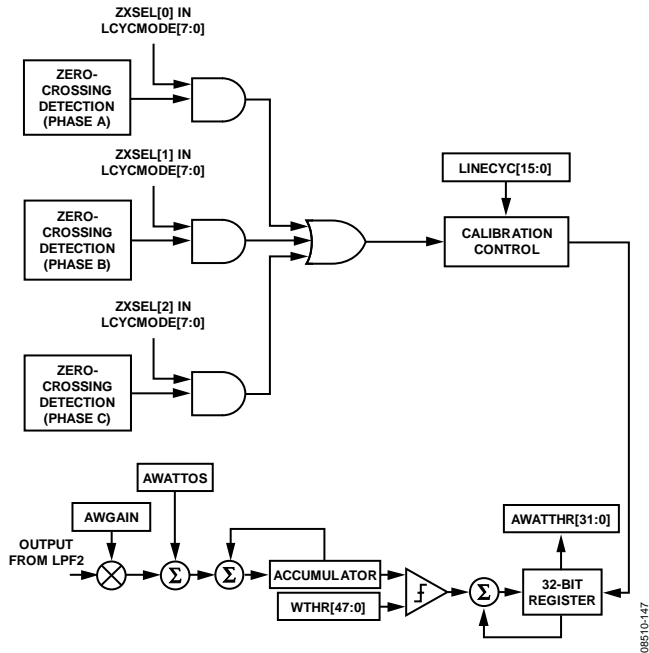 ZXSEL[0] IN
LCYCMODE[7:0]
ZERO-
CROSSING
DETECTION
(PHASE A)
ZXSEL[1] IN
LCYCMODE[7:0]
ZERO-
CROSSING
DETECTION
(PHASE B)
LINECYC[15:0]
CALIBRATION
CONTROL
ZXSEL[2] IN
LCYCMODE[7:0]
ZERO-
CROSSING
DETECTION
(PHASE C)
AWATTOS
AWGAIN
AWATTHR[31:0]
OUTPUT
FROM LPF2
Σ
Σ
ACCUMULATOR
WTHR[47:0]
Σ
32-BIT
REGISTER
08510-147